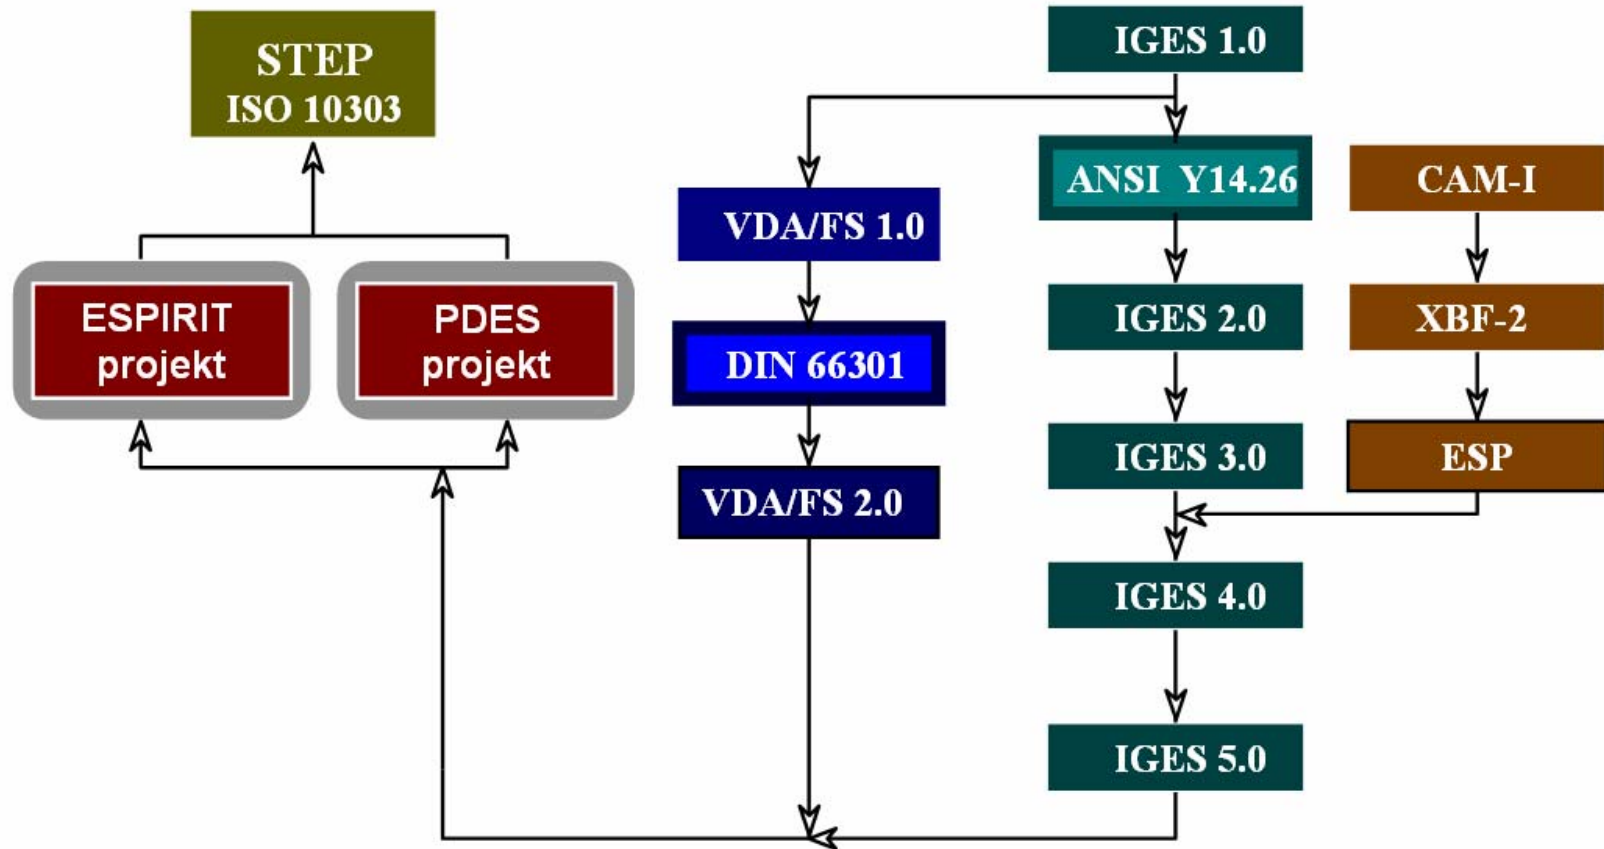 STEP
ISO 10303
ESPIRIT
projekt
PDES
projekt
VDA/FS 1.0
DIN 66301
VDA/FS 2.0
IGES 1.0
ANSI Y14.26
IGES 2.0
IGES 3.0
IGES 4.0
IGES 5.0
CAM-I
XBF-2
ESP